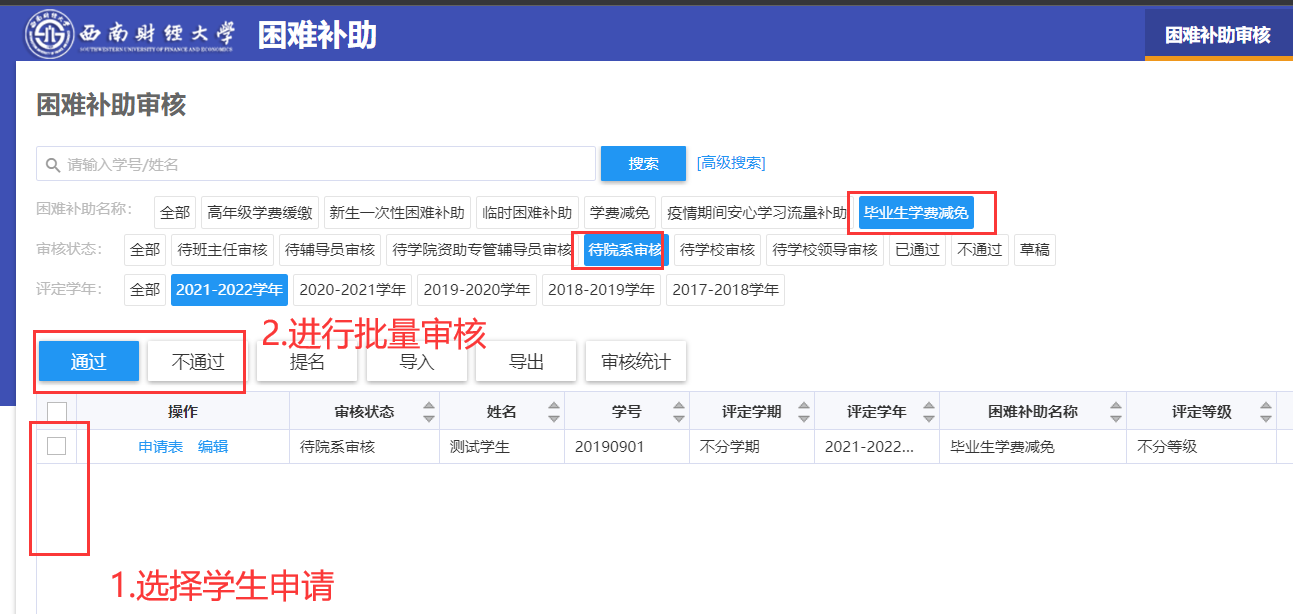 西南财经大学 困难补助 困难补助审核
SOUTHWESTERN UNIVERSITY OF FINANCE AND ECONOMICS
困难补助审核
请输入学号/姓名 搜索 [高级搜索]
困难补助名称: 全部 高年级学费缓缴 新生一次性困难补助 临时困难补助 学费减免 疫情期间安心学习流量补助 毕业生学费减免
审核状态: 全部 待班主任审核 待辅导员审核 待学院资助专管辅导员审核 待院系审核 待学校审核 待学校领导审核 已通过 不通过 草稿
评定学年: 全部 2021-2022学年 2020-2021学年 2019-2020学年 2018-2019学年 2017-2018学年
2.进行批量审核
通过 不通过 提名 导入 导出 审核统计
操作 审核状态 姓名 学号 评定学期 评定学年 困难补助名称 评定等级
申请表 编辑 待院系审核 测试学生 20190901 不分学期 2021-2022... 毕业生学费减免 不分等级
1.选择学生申请